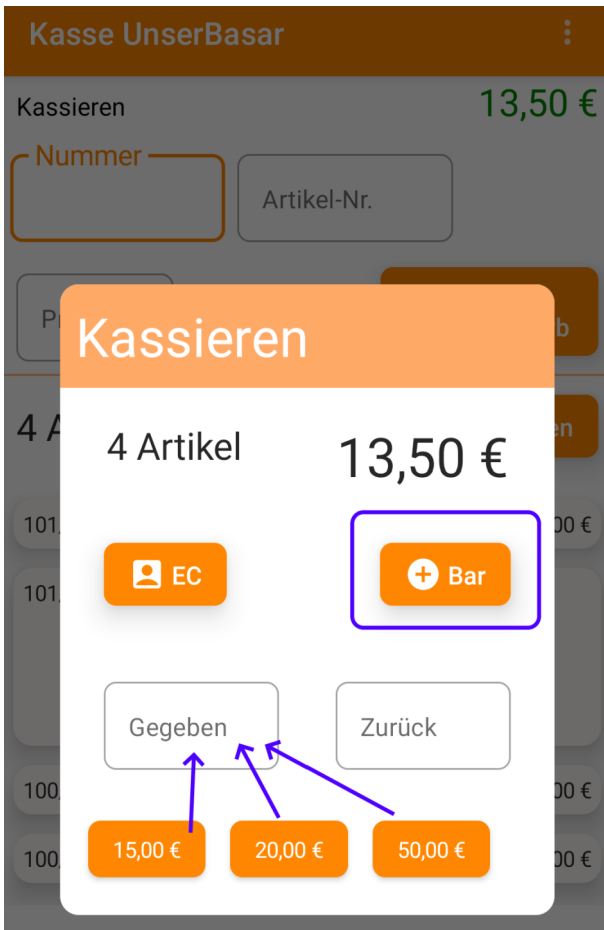 Kasse UnserBasar
Kassieren 13,50 €
Nummer
Artikel-Nr.
Kassieren
4 Artikel 13,50 €
EC Bar
Gegeben Zurück
15,00 € 20,00 € 50,00 €